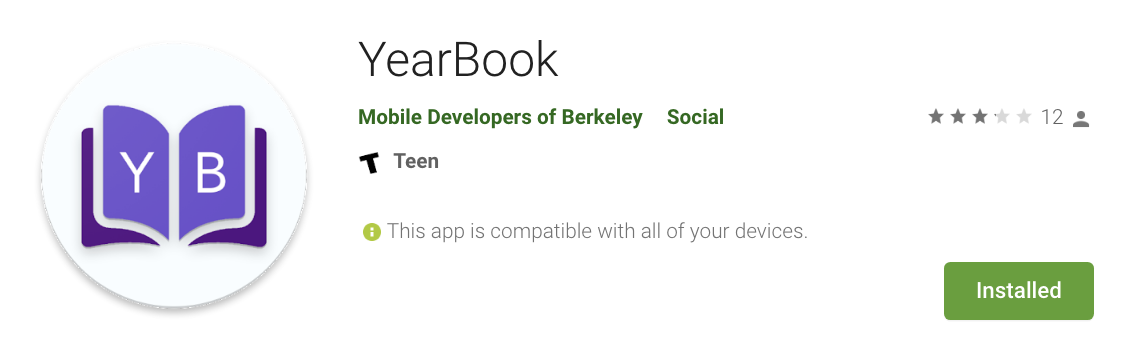 YearBook
Y B
Mobile Developers of Berkeley Social
12
T Teen
This app is compatible with all of your devices.
Installed